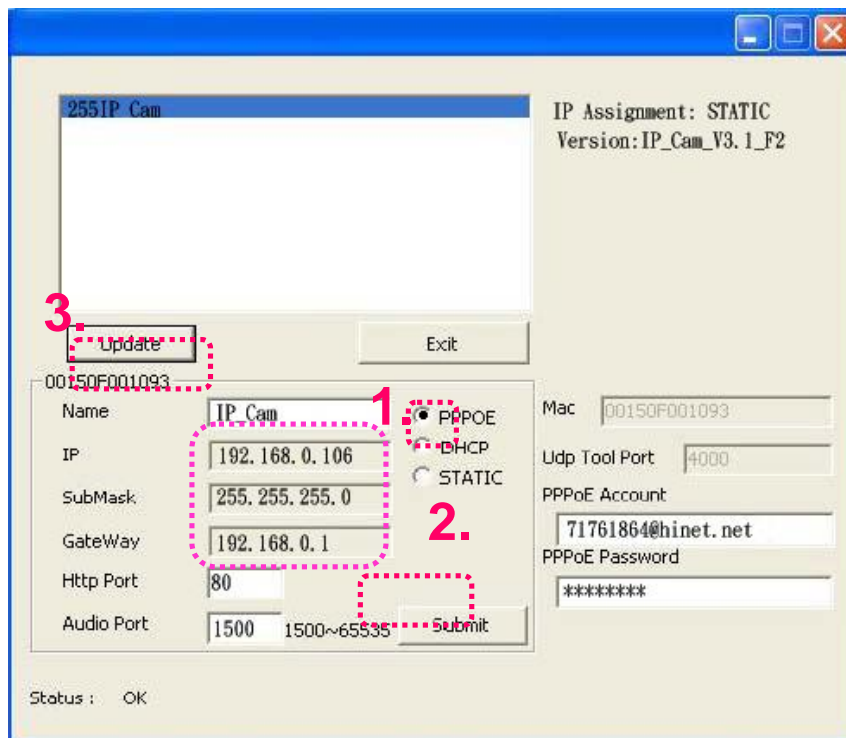 255IP Cam
IP Assignment: STATIC
Version:IP_Cam_V3.1_F2
3.
Update
Exit
00150F001093
Name
IP_Cam
1.
PPPOE
Mac
00150F001093
IP
192.168.0.106
DHCP
Udp Tool Port
4000
SubMask
255.255.255.0
STATIC
PPPoE Account
71761864@hinet.net
GateWay
192.168.0.1
2.
PPPoE Password
********
Http Port
80
Audio Port
1500
1500~65535
Submit
Status :
OK